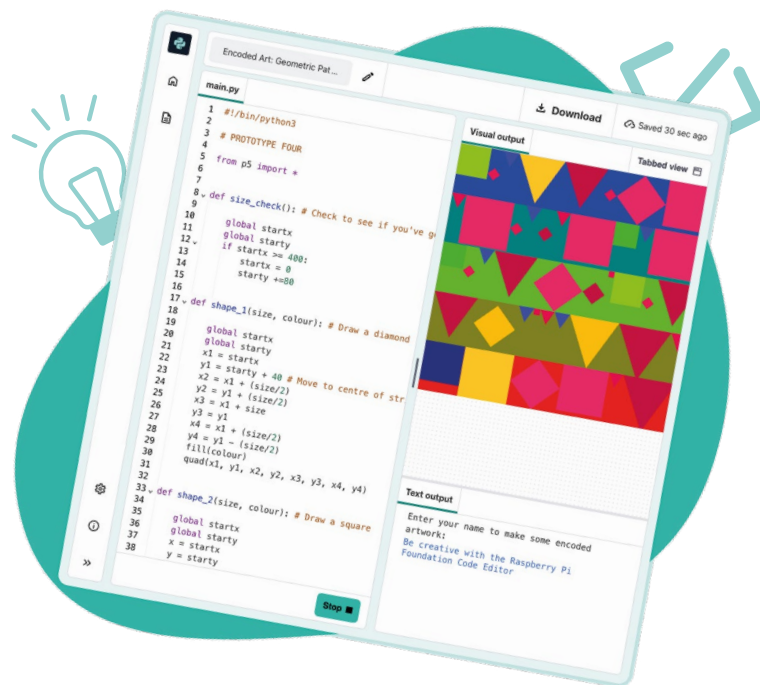 Encoded Art: Geometric Pat...
Download
Saved 30 sec ago
main.py
1 #!/bin/python3
2
3 # PROTOTYPE FOUR
4
5 from p5 import *
6
7
8 def size_check(): # Check to see if you've g
9
10 global startx
11 global starty
12 if startx >= 400:
13 startx = 0
14 starty +=80
15
16
17 def shape_1(size, colour): # Draw a diamond
18
19 global startx
20 global starty
21 x1 = startx
22 y1 = starty + 40 # Move to centre of str
23 x2 = x1 + (size/2)
24 y2 = y1 + (size/2)
25 x3 = x1 + size
26 y3 = y1
27 x4 = x1 + (size/2)
28 y4 = y1 - (size/2)
29 fill(colour)
30 quad(x1, y1, x2, y2, x3, y3, x4, y4)
31
32
33 def shape_2(size, colour): # Draw a square
34
35 global startx
36 global starty
37 x = startx
38 y = starty
Stop
Visual output
Tabbed view
Text output
Enter your name to make some encoded
artwork:
Be creative with the Raspberry Pi
Foundation Code Editor